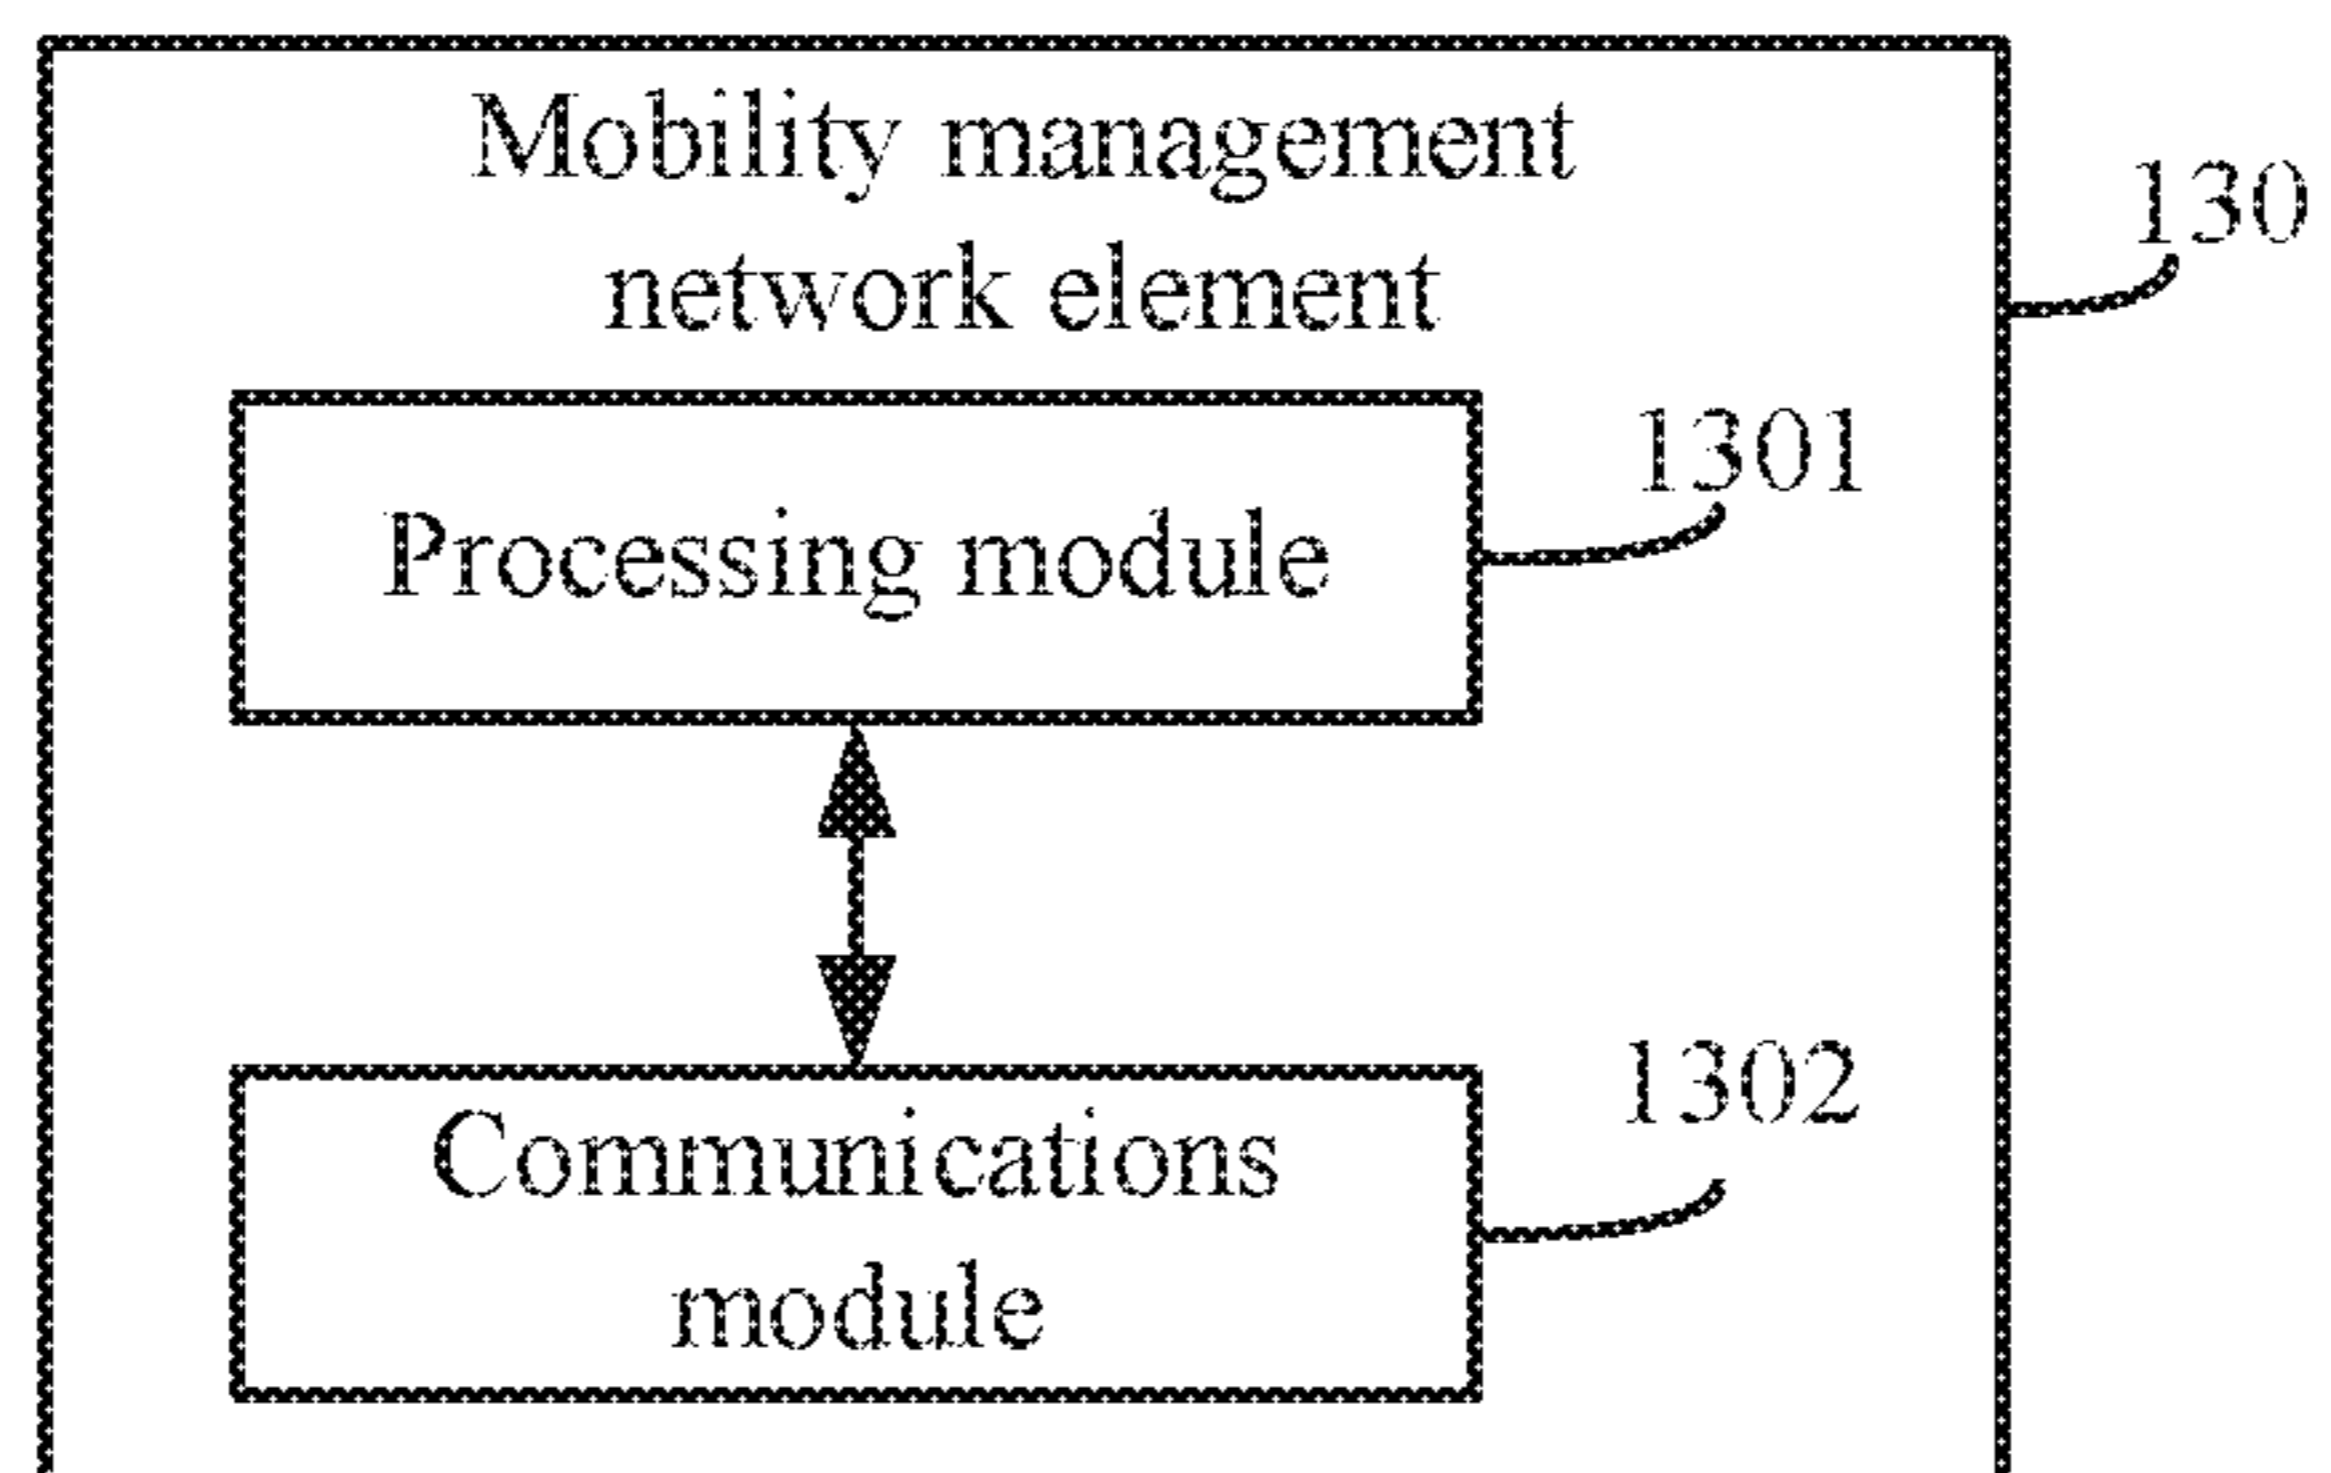 Mobility management
network element
130
1301
Processing module
1302
Communications
module